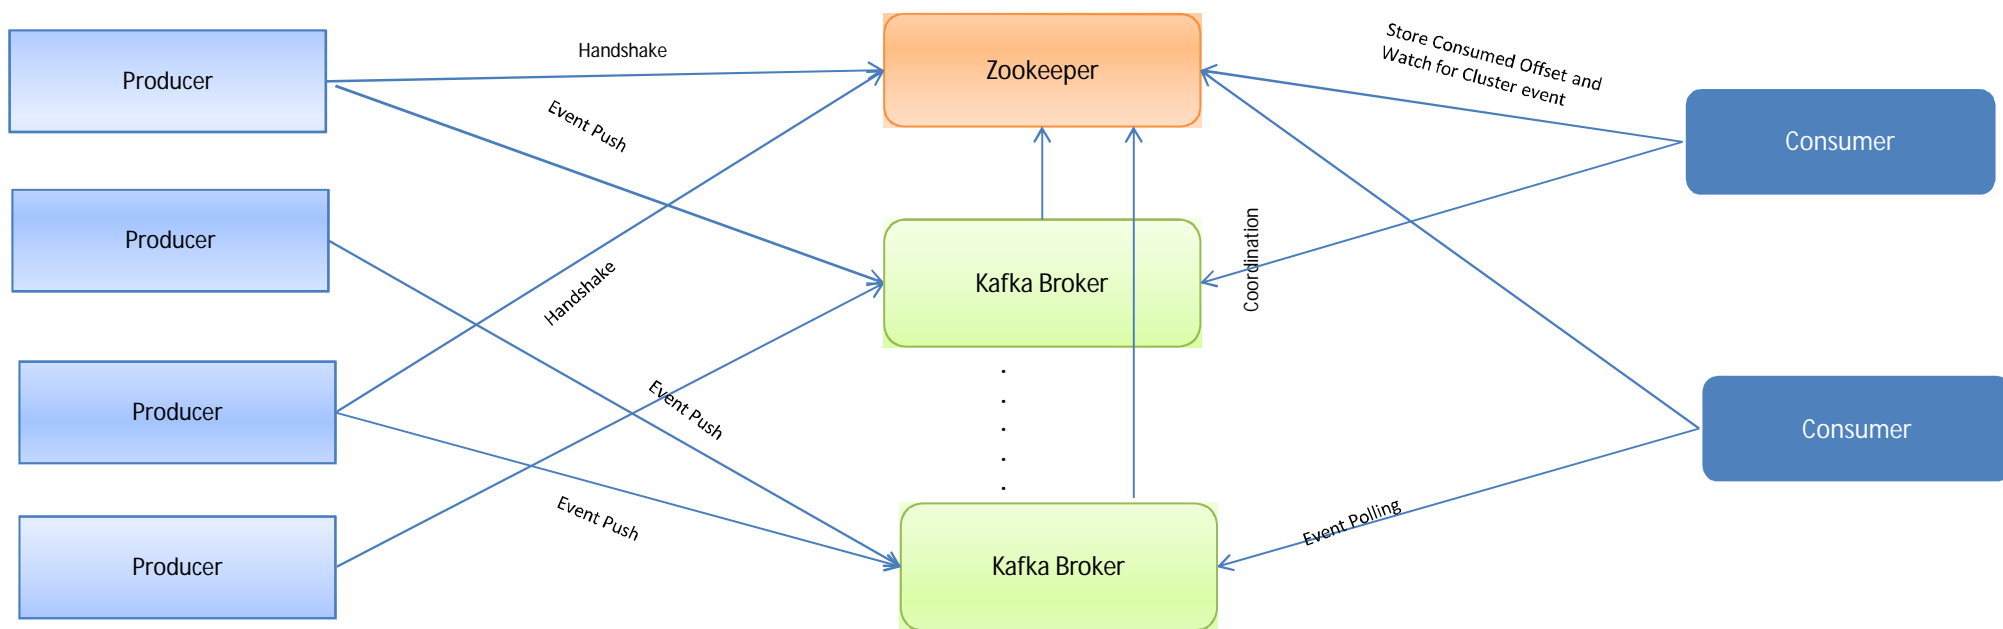 Producer
Handshake
Zookeeper
Store Consumed Offset and
Watch for Cluster event
Consumer
Event Push
Producer
Handshake
Kafka Broker
Coordination
Producer
Event Push
.
.
.
.
.
Consumer
Producer
Event Push
Kafka Broker
Event Polling